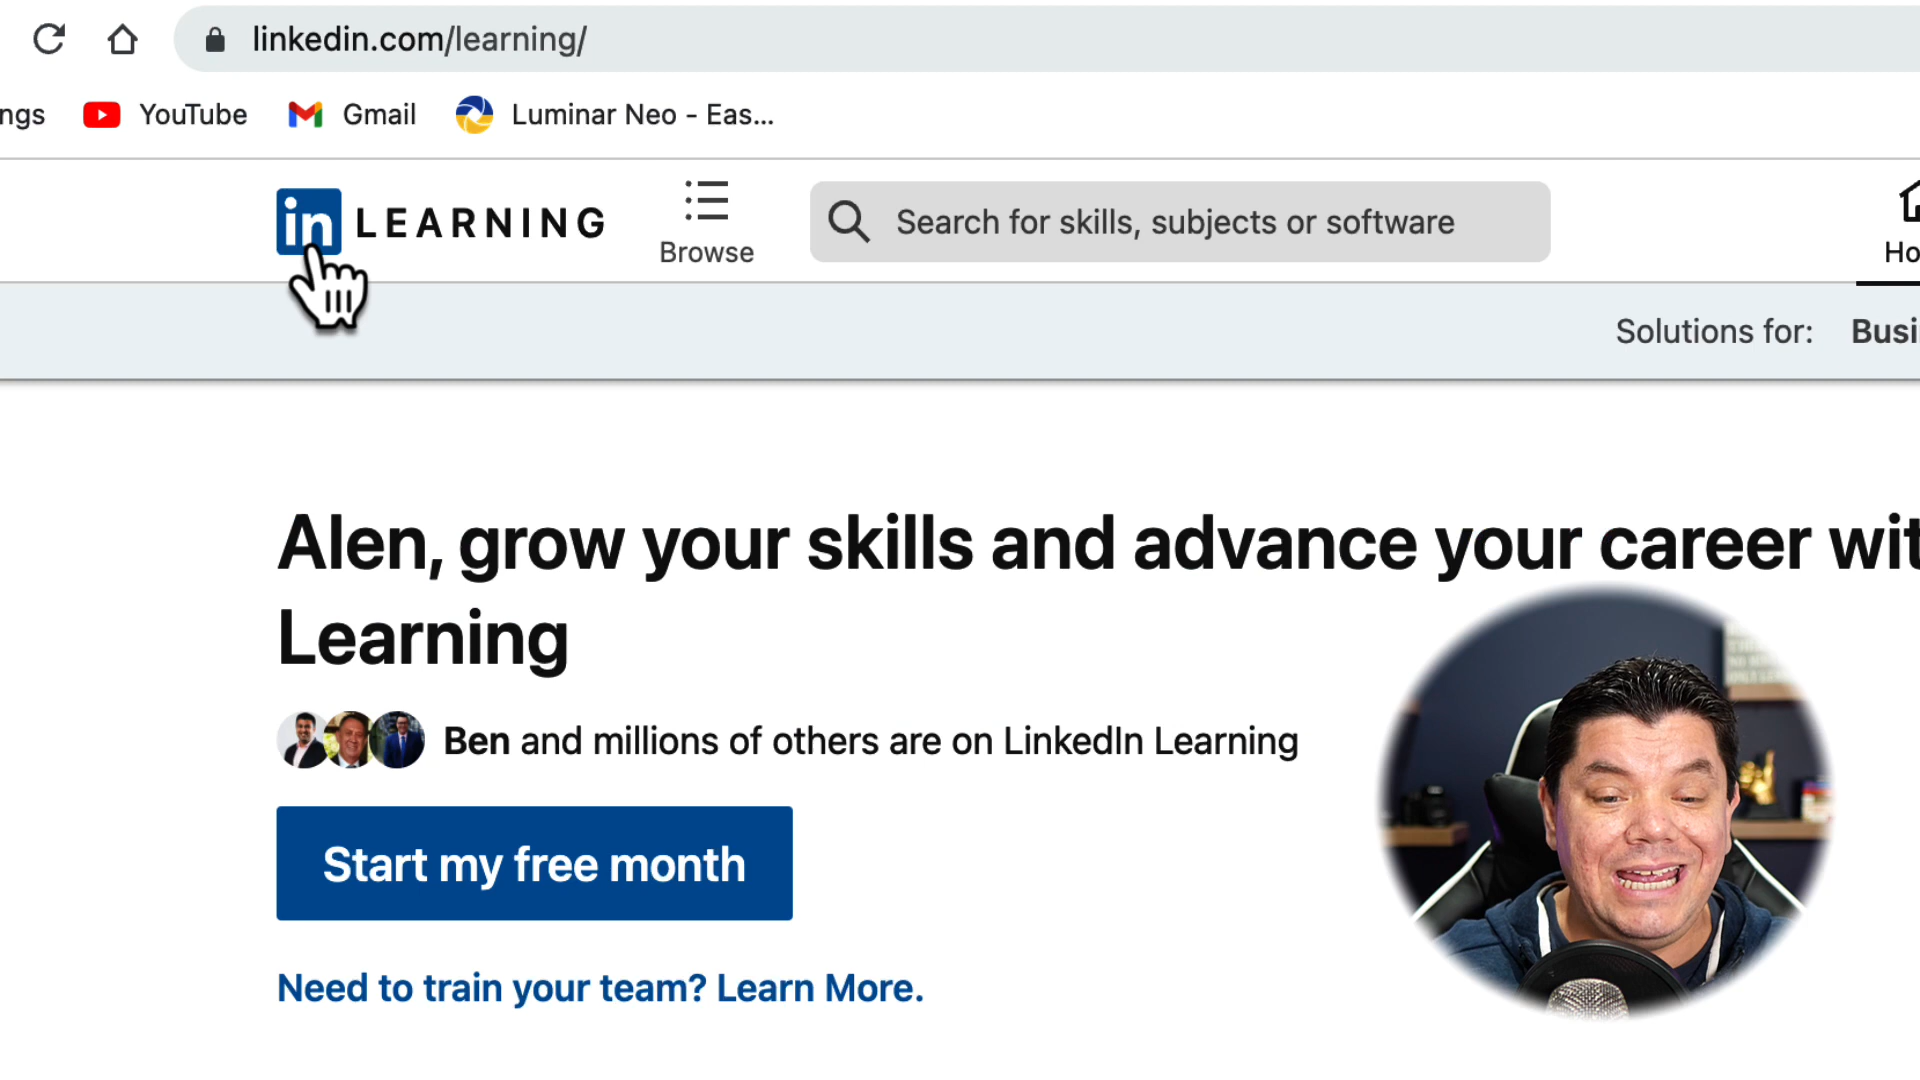 linkedin.com/learning/
ngs YouTube Gmail Luminar Neo - Eas...
in LEARNING
Browse
Search for skills, subjects or software
Ho
Solutions for: Busi
Alen, grow your skills and advance your career wit
Learning
Ben and millions of others are on LinkedIn Learning
Start my free month
Need to train your team? Learn More.